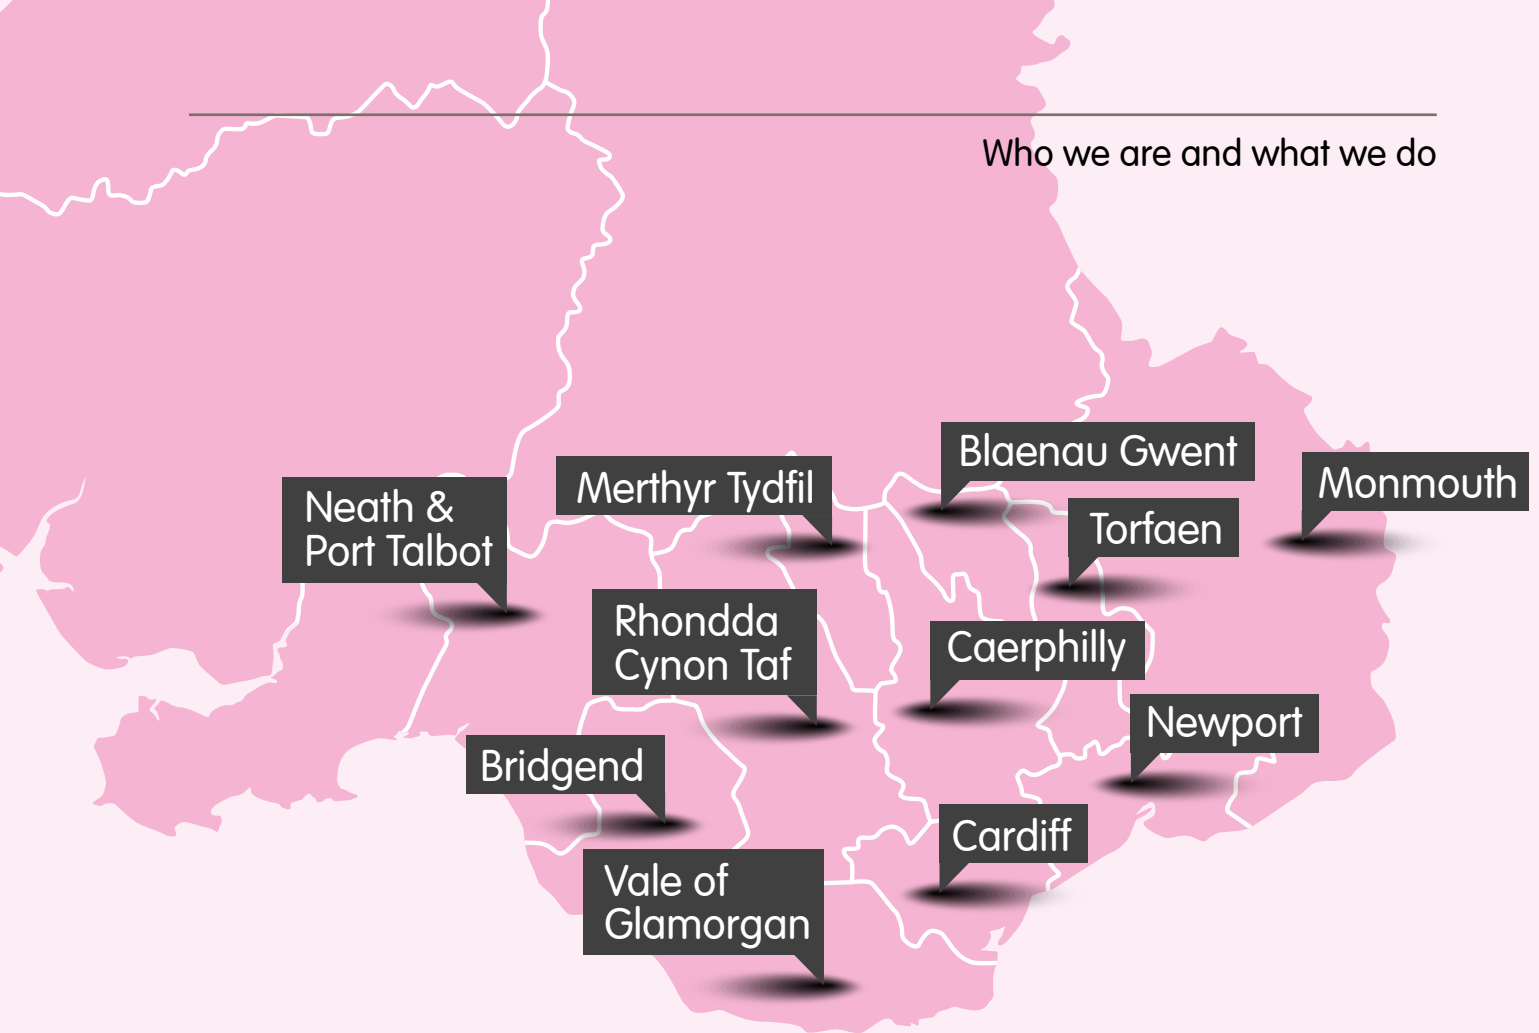 Who we are and what we do
Blaenau Gwent
Monmouth
Merthyr Tydfil
Neath &
Port Talbot
Torfaen
Rhondda
Cynon Taf
Caerphilly
Newport
Bridgend
Cardiff
Vale of
Glamorgan